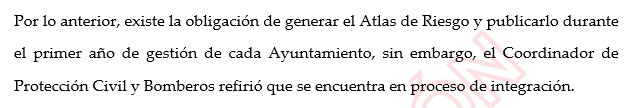 Por lo anterior, existe la obligación de generar el Atlas de Riesgo y publicarlo durante
el primer año de gestión de cada Ayuntamiento, sin embargo, el Coordinador de
Protección Civil y Bomberos refirió que se encuentra en proceso de integración.